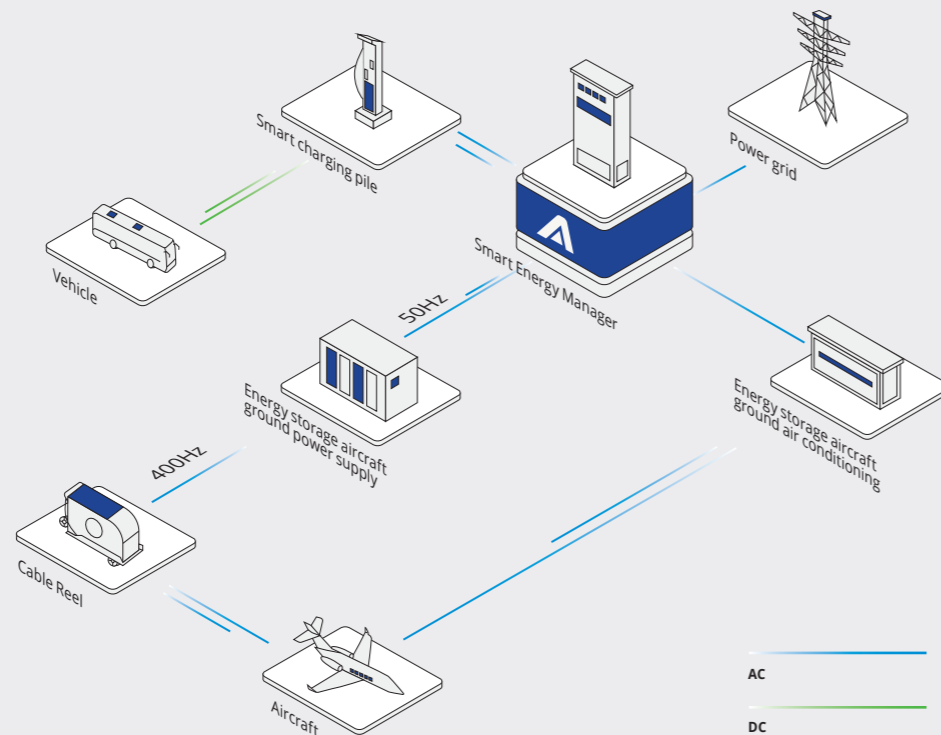 Smart charging pile
Power grid
Vehicle
Smart Energy Manager
50Hz
Energy storage aircraft
ground power supply
Energy storage aircraft
ground air conditioning
400Hz
Cable Reel
Aircraft
AC
DC